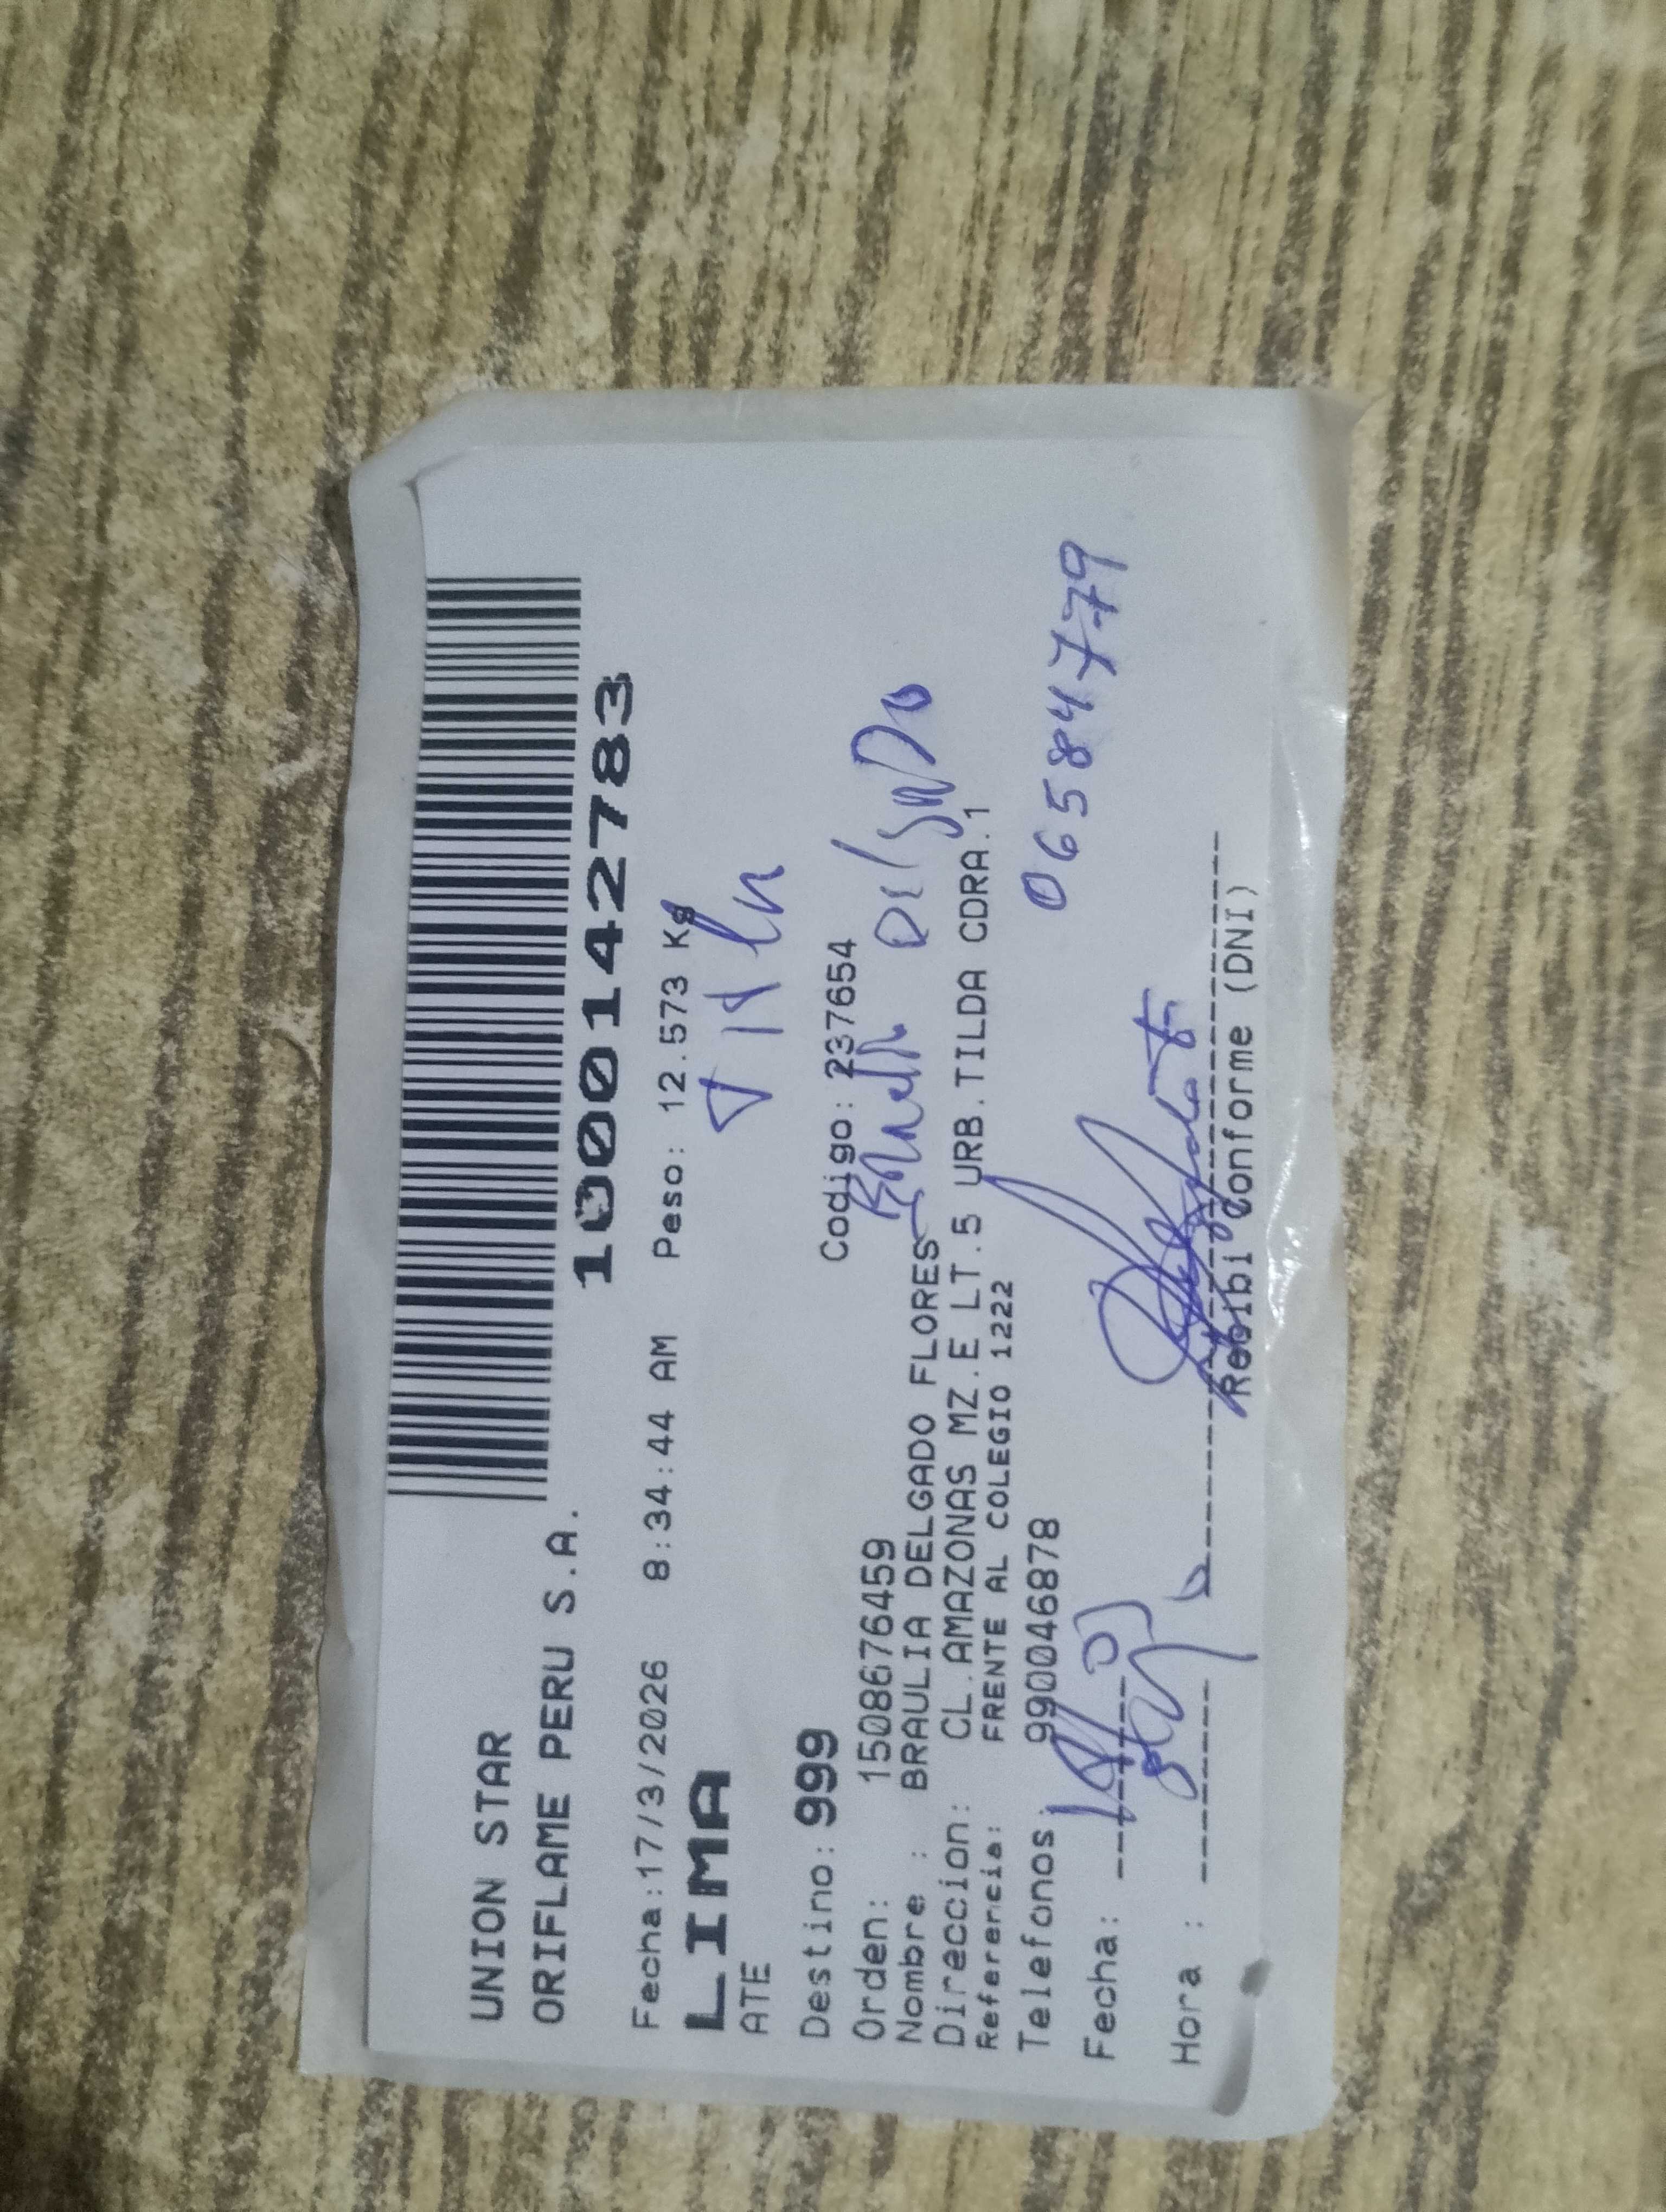 UNION STAR
ORIFLAME PERU S.A.
1000142783
Fecha:17/3/2026 8:34:44 AM Peso: 12.573 Kg
LIMA
ATE
Titln
Destino: 999 Codigo: 237654
Orden: 1508676459
Delgado
Nombre : BRAULIA DELGADO FLORES
Direccion: CL.AMAZONAS MZ.E LT.5 URB.TILDA CDRA.1
Referencia: FRENTE AL COLEGIO 1222
Telefonos: 990046878
06584779
Fecha:
Hora :
Recibi Conforme (DNI)